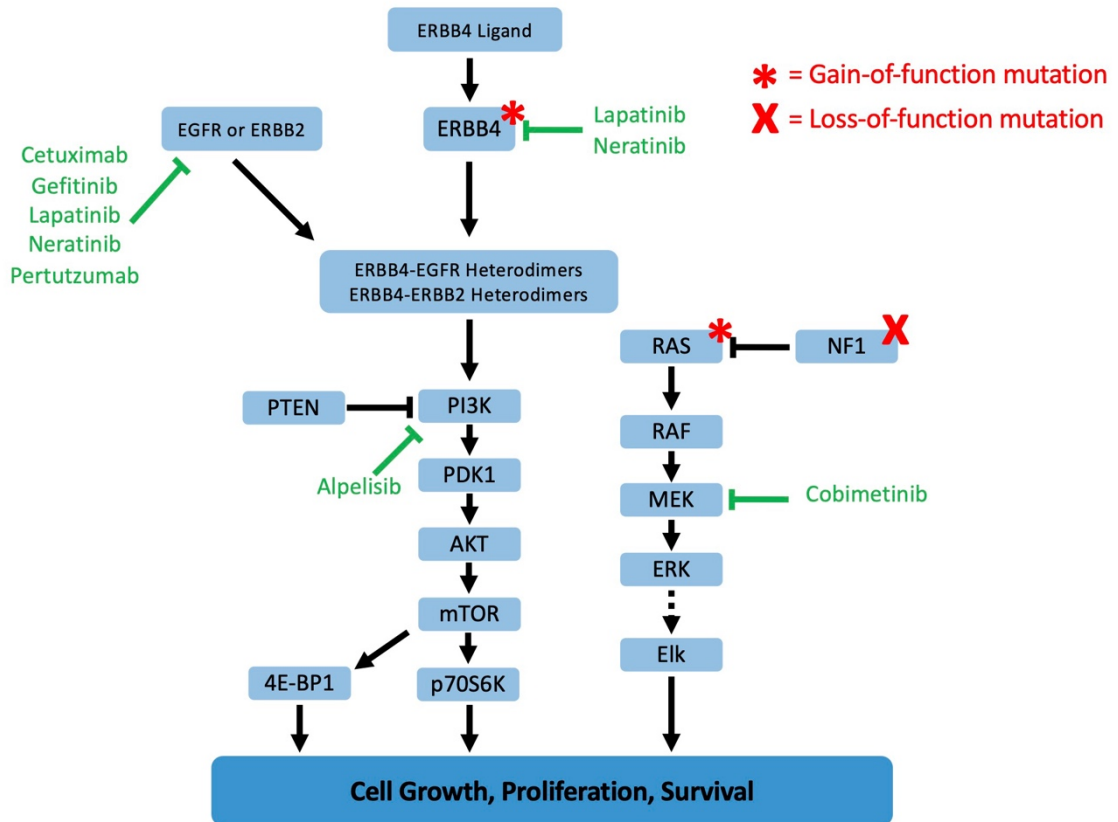 ERBB4 Ligand
* = Gain-of-function mutation
X = Loss-of-function mutation
EGFR or ERBB2
ERBB4
*
Lapatinib
Neratinib
Cetuximab
Gefitinib
Lapatinib
Neratinib
Pertutzumab
ERBB4-EGFR Heterodimers
ERBB4-ERBB2 Heterodimers
RAS
*
NF1
X
PTEN
PI3K
RAF
Alpelisib
PDK1
MEK
Cobimetinib
AKT
ERK
mTOR
Elk
4E-BP1
p70S6K
Cell Growth, Proliferation, Survival